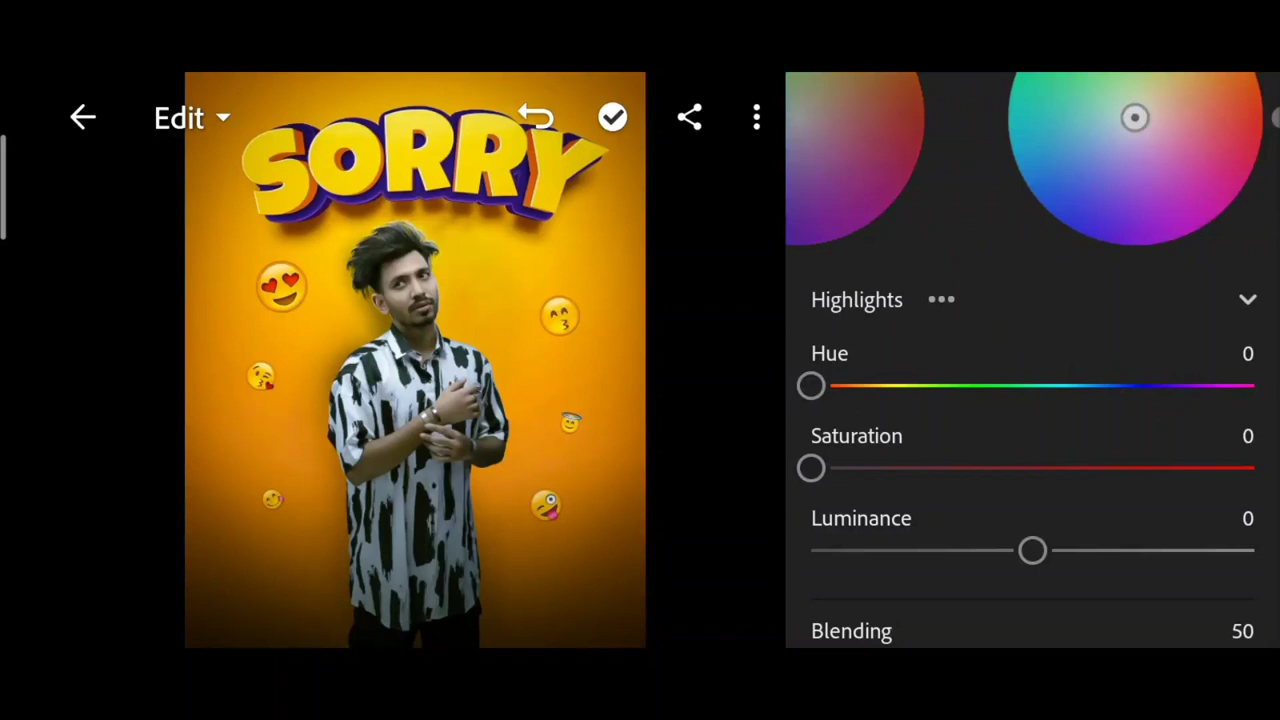 Edit
SORRY
Highlights
Hue 0
Saturation 0
Luminance 0
Blending 50